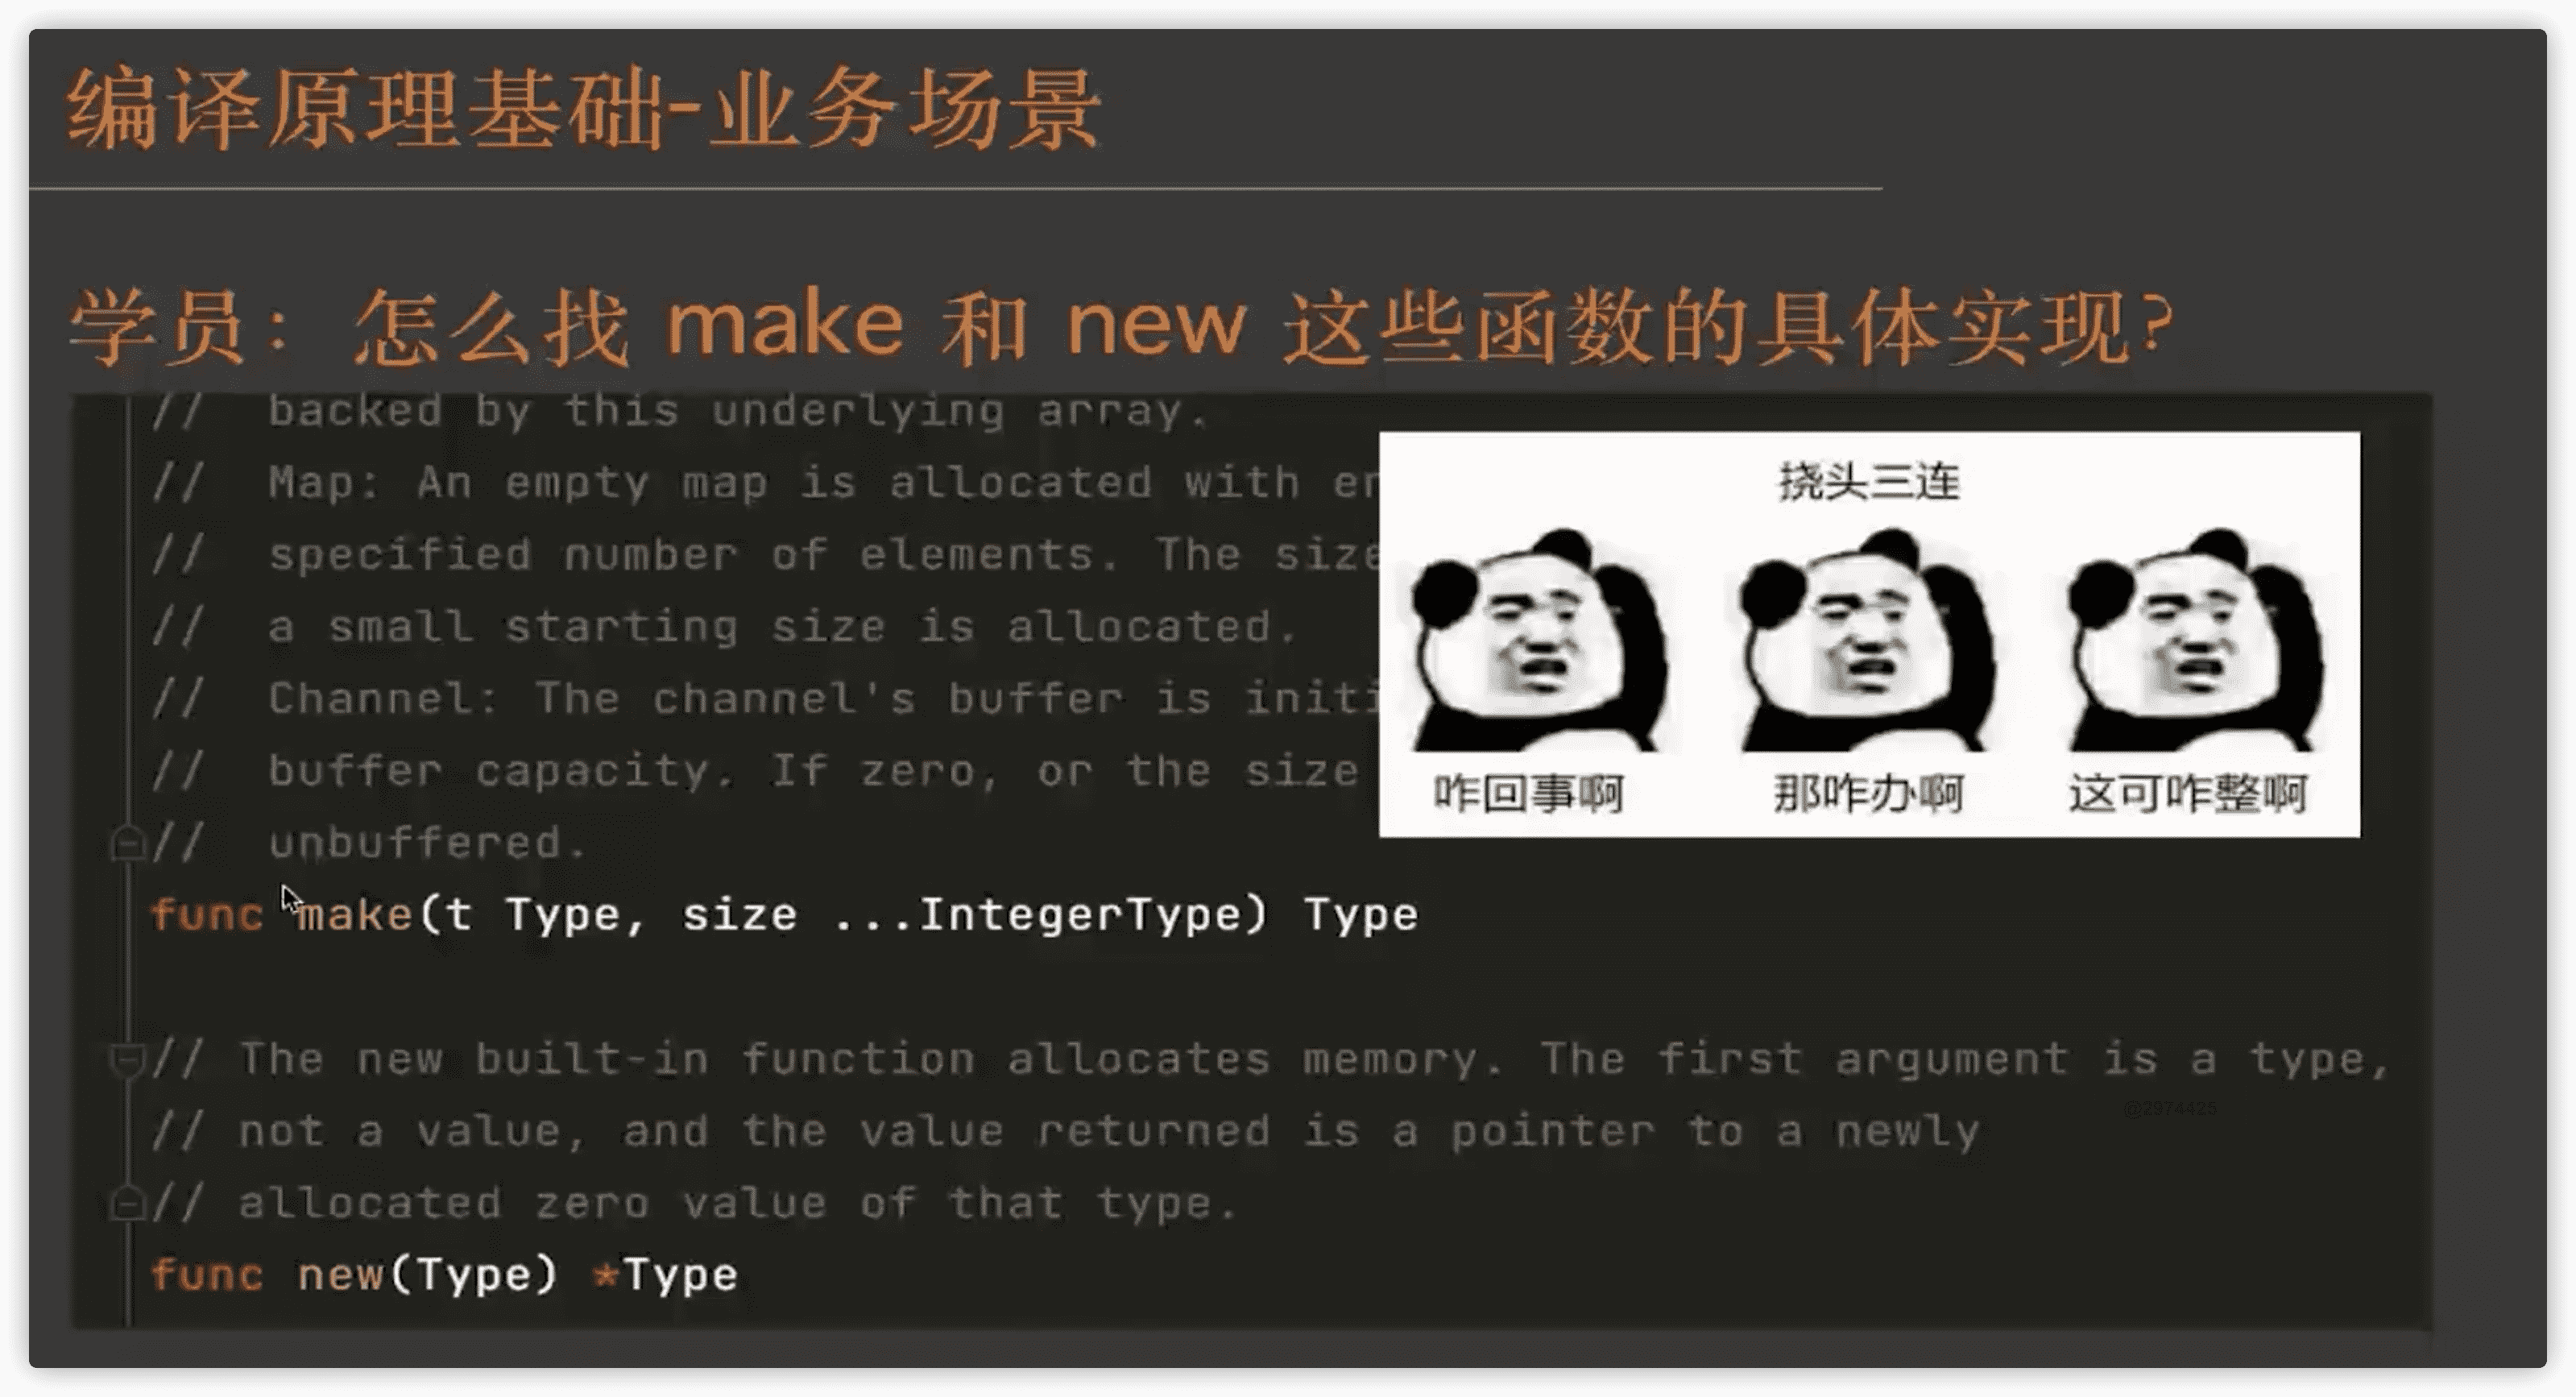 编译原理基础-业务场景
学员：怎么找 make 和 new 这些函数的具体实现？
// backed by this underlying array.
// Map: An empty map is allocated with
// specified number of elements. The size
// a small starting size is allocated.
// Channel: The channel's buffer is
// buffer capacity. If zero, or the size
// unbuffered.
func make(t Type, size ...IntegerType) Type
挠头三连
咋回事啊 那咋办啊 这可咋整啊
// The new built-in function allocates memory. The first argument is a type,
@2974425
// not a value, and the value returned is a pointer to a newly
// allocated zero value of that type.
func new(Type) *Type